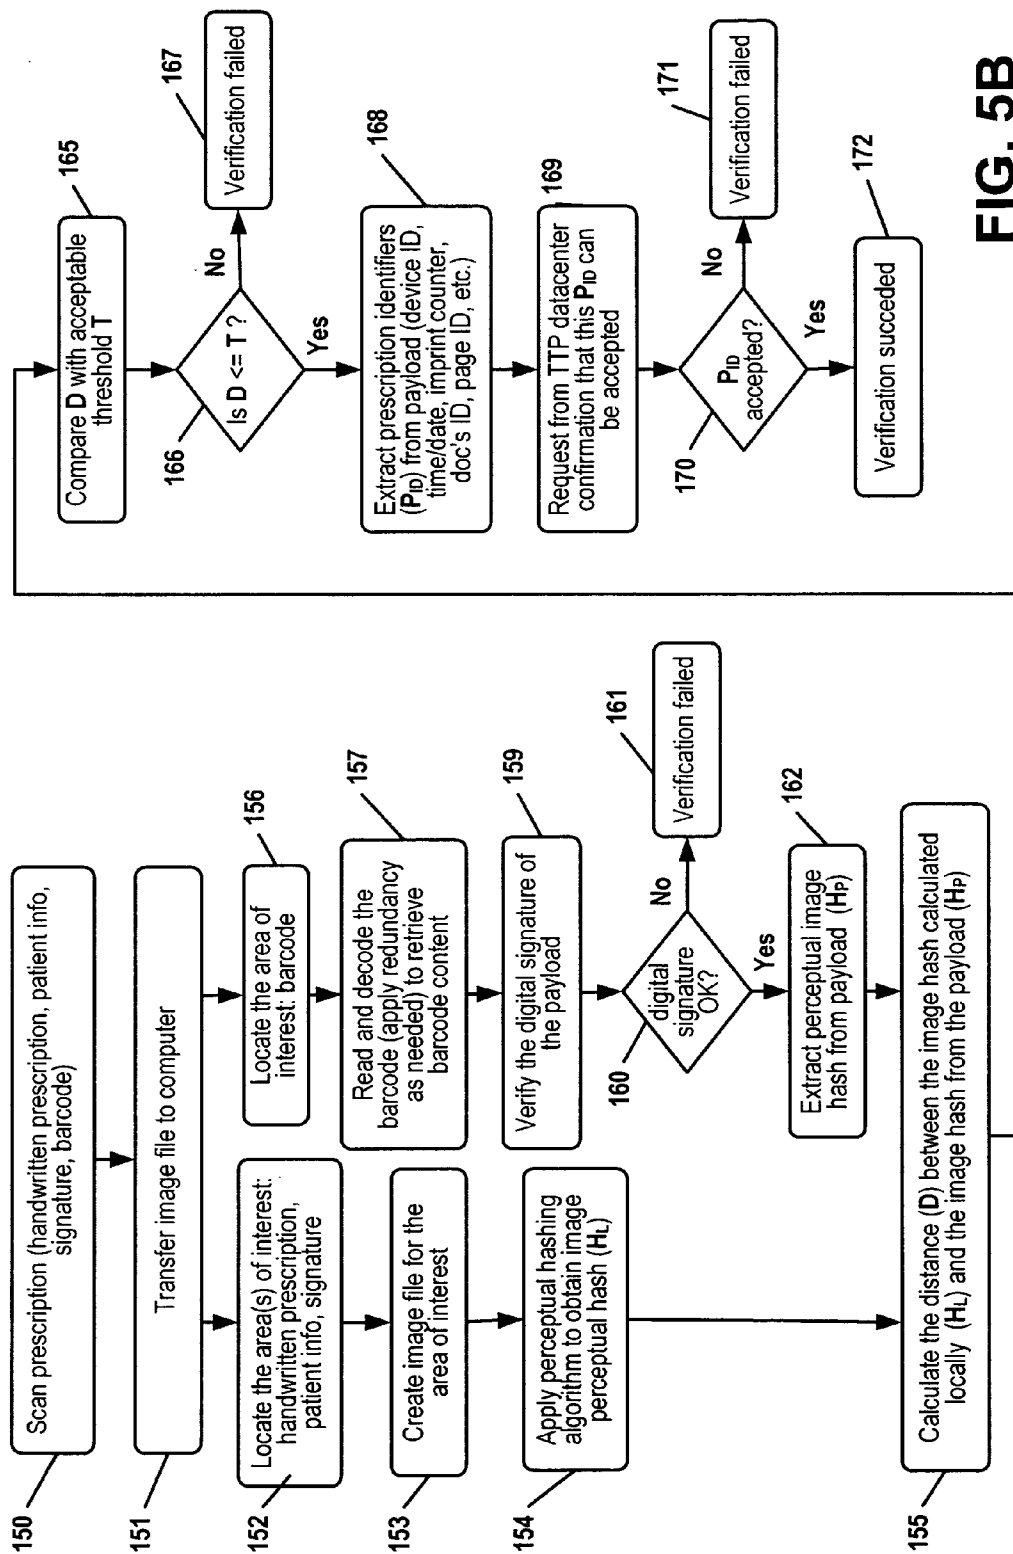 150
Scan prescription (handwritten prescription, patient info,
signature, barcode)
151
Transfer image file to computer
152
Locate the area(s) of interest:
handwritten prescription,
patient info, signature
153
Create image file for the
area of interest
154
Apply perceptual hashing
algorithm to obtain image
perceptual hash (HL)
156
Locate the area of
interest: barcode
157
Read and decode the
barcode (apply redundancy
as needed) to retrieve
barcode content
159
Verify the digital signature of
the payload
160
digital
signature
OK?
No
161
Verification failed
Yes
162
Extract perceptual image
hash from payload (HP)
155
Calculate the distance (D) between the image hash calculated
locally (HL) and the image hash from the payload (HP)
165
Compare D with acceptable
threshold T
166
Is D <= T ?
No
167
Verification failed
Yes
168
Extract prescription identifiers
(PID) from payload (device ID,
time/date, imprint counter,
doc's ID, page ID, etc.)
169
Request from TTP datacenter
confirmation that this PID can
be accepted
170
PID
accepted?
No
171
Verification failed
Yes
172
Verification succeded
FIG. 5B